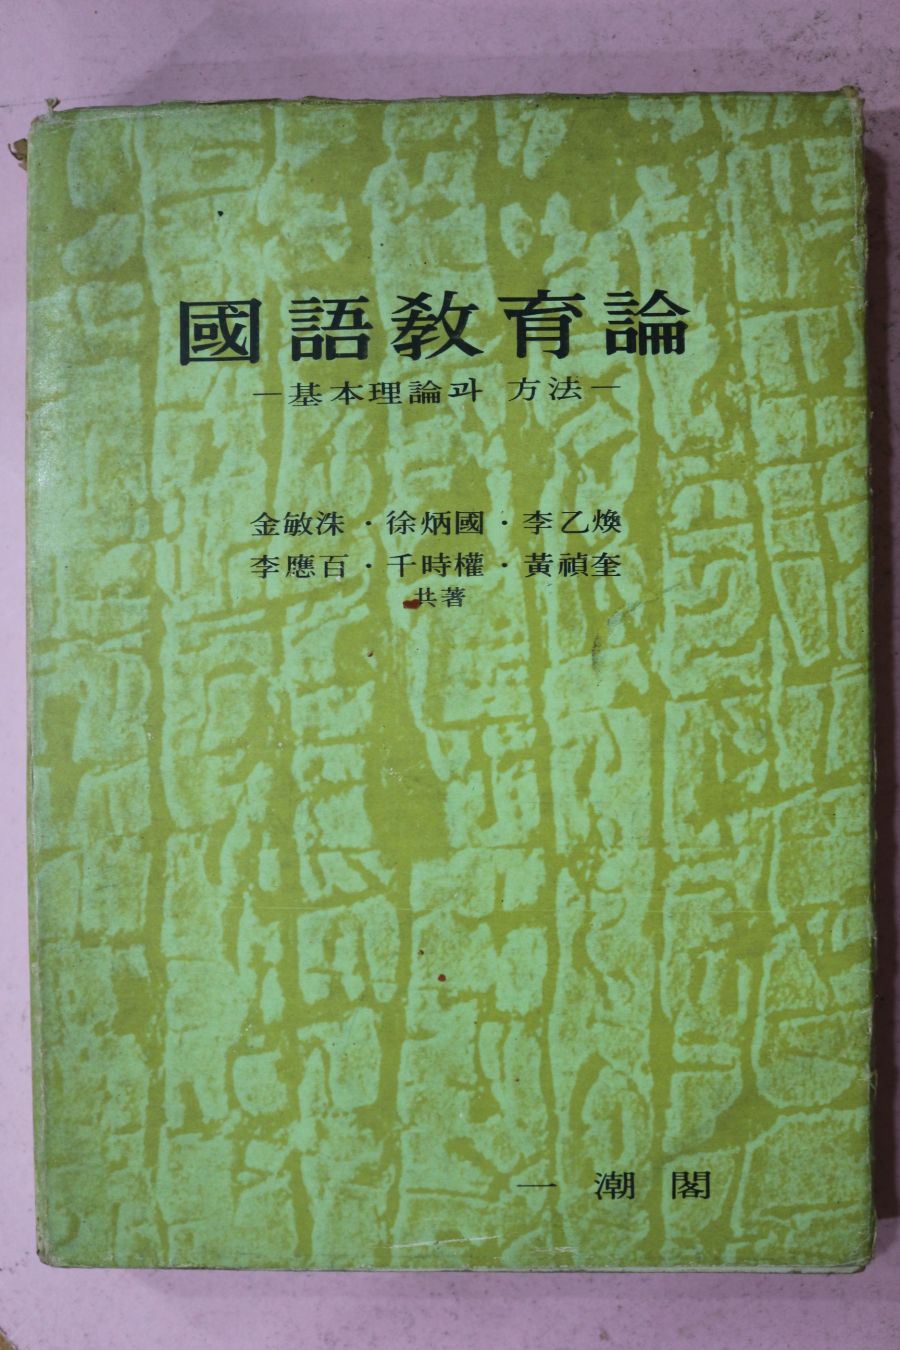 國語敎育論
－基本理論과 方法－
金敏洙・徐炳國・李乙煥
李應百・千時權・黃禎奎
共著
一潮閣